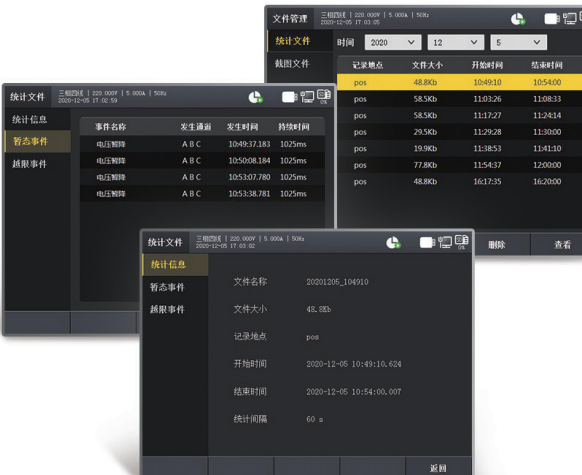 文件管理 三相四线 | 220.000V | 5.000A | 50Hz
2020-12-05 17:03:05
统计文件 时间 2020 12 5
截图文件 记录地点 文件大小 开始时间 结束时间
pos 48.8Kb 10:49:10 10:54:00
pos 58.5Kb 11:03:26 11:08:33
pos 58.5Kb 11:17:27 11:24:14
pos 29.5Kb 11:29:28 11:30:00
pos 19.9Kb 11:38:53 11:41:10
pos 77.8Kb 11:54:37 12:00:00
pos 48.8Kb 16:17:35 16:20:00
删除 查看
统计文件 三相四线 | 220.000V | 5.000A | 50Hz
2020-12-05 17:02:59
0%
统计信息
暂态事件
越限事件
事件名称 发生通道 发生时间 持续时间
电压暂降 A B C 10:49:37.183 1025ms
电压暂降 A B C 10:50:08.184 1025ms
电压暂降 A B C 10:53:07.780 1025ms
电压暂降 A B C 10:53:38.781 1025ms
统计文件 三相四线 | 220.000V | 5.000A | 50Hz
2020-12-05 17:03:02
0%
统计信息
暂态事件
越限事件
文件名称 20201205_104910
文件大小 48.8Kb
记录地点 pos
开始时间 2020-12-05 10:49:10.624
结束时间 2020-12-05 10:54:00.007
统计间隔 60 s
返回